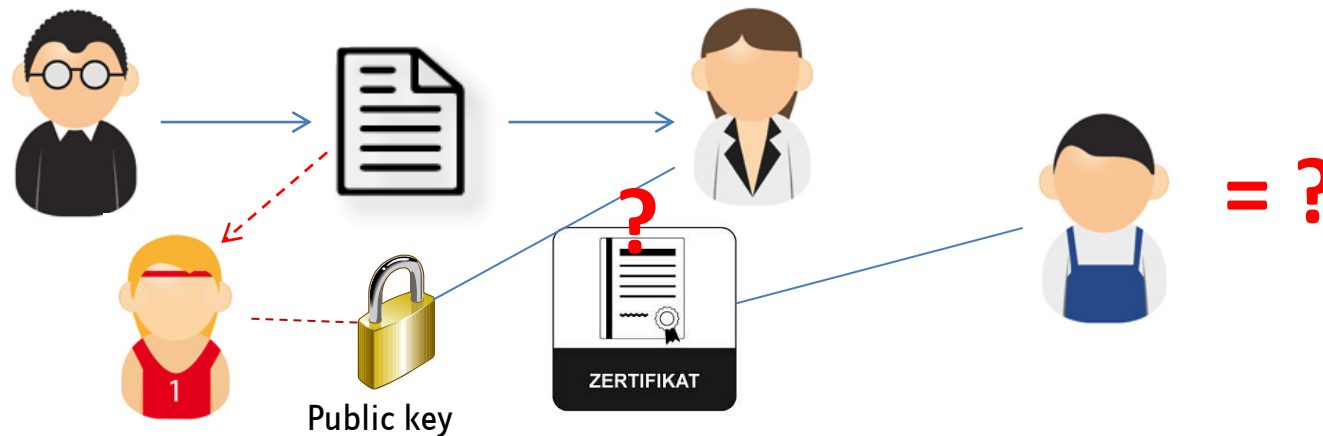 ?
= ?
1
ZERTIFIKAT
Public key